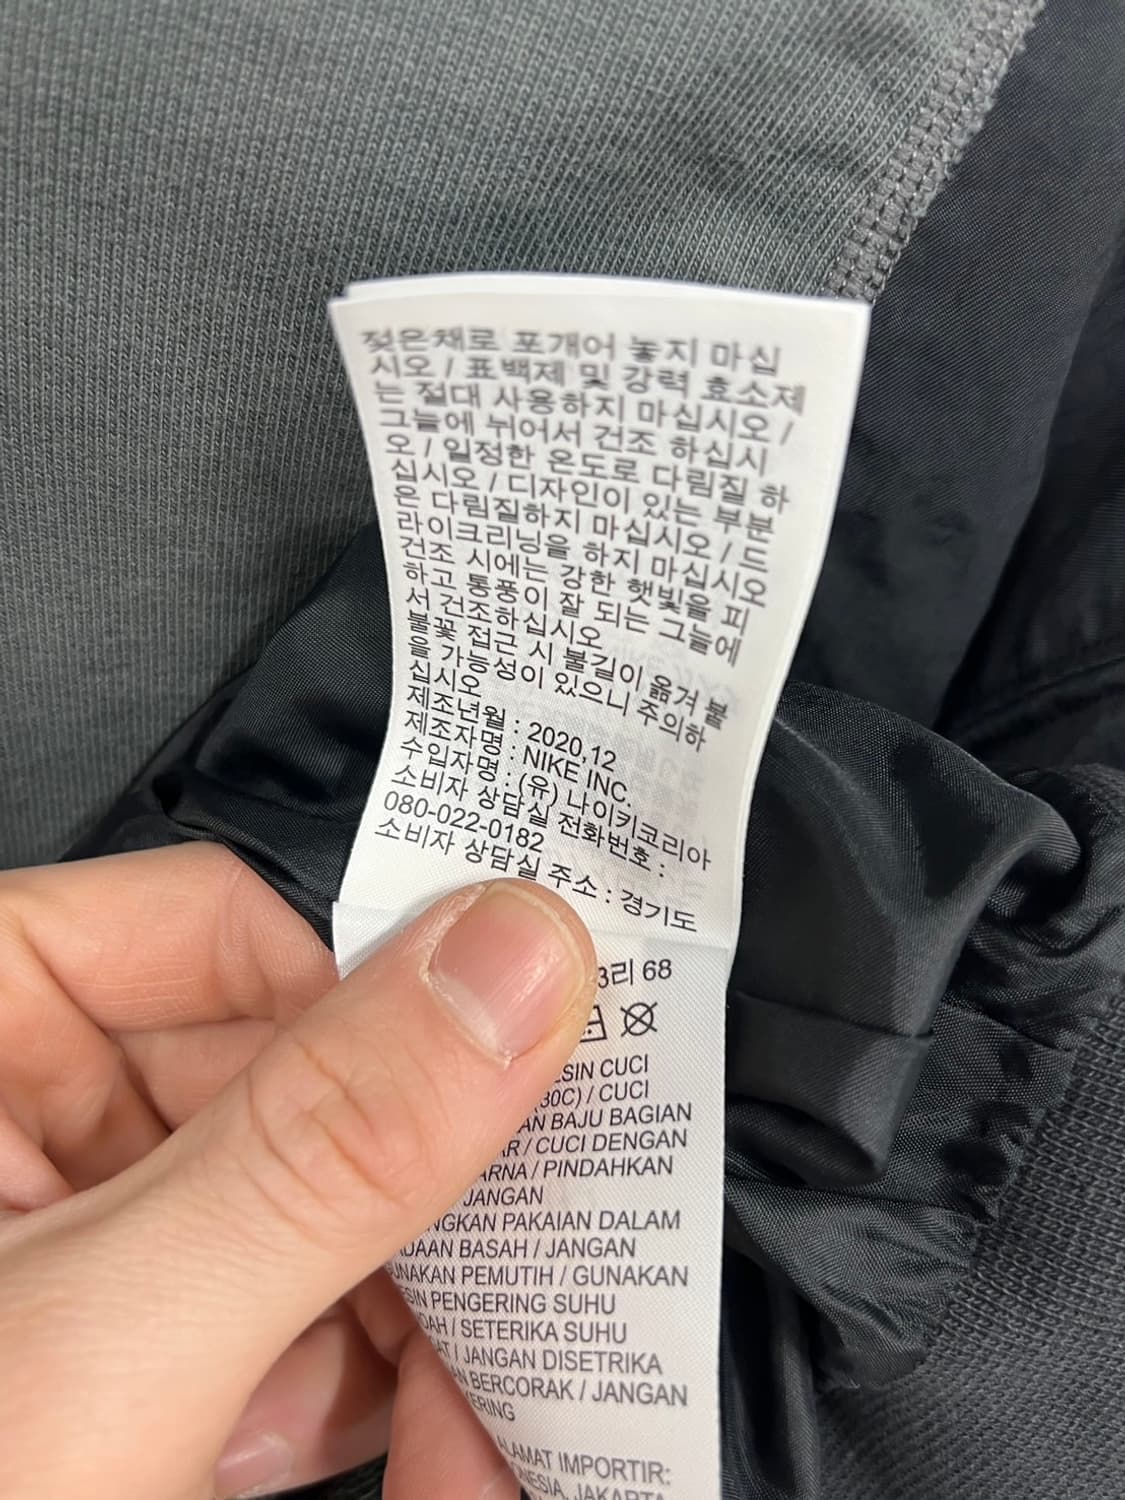 젖은채로 포개어 놓지 마십
시오 / 표백제 및 강력 효소제
는 절대 사용하지 마십시오 /
그늘에 뉘어서 건조 하십시
오 / 일정한 온도로 다림질 하
십시오 / 디자인이 있는 부분
은 다림질하지 마십시오 / 드
라이크리닝을 하지 마십시오
건조 시에는 강한 햇빛을 피
하고 통풍이 잘 되는 그늘에
서 건조하십시오
불꽃 접근 시 불길이 옮겨 붙
을 가능성이 있으니 주의하
십시오
제조년월 : 2020,12
제조자명 : NIKE INC.
수입자명 : (유) 나이키코리아
소비자 상담실 전화번호 :
080-022-0182
소비자 상담실 주소 : 경기도
3리 68
CUCI
30C) / CUCI
BAJU BAGIAN
/ CUCI DENGAN
/ PINDAHKAN
JANGAN
PAKAIAN DALAM
BASAH / JANGAN
PEMUTIH / GUNAKAN
PENGERING SUHU
/ SETERIKA SUHU
/ JANGAN DISETRIKA
BERCORAK / JANGAN
ALAMAT IMPORTIR:
JAKARTA